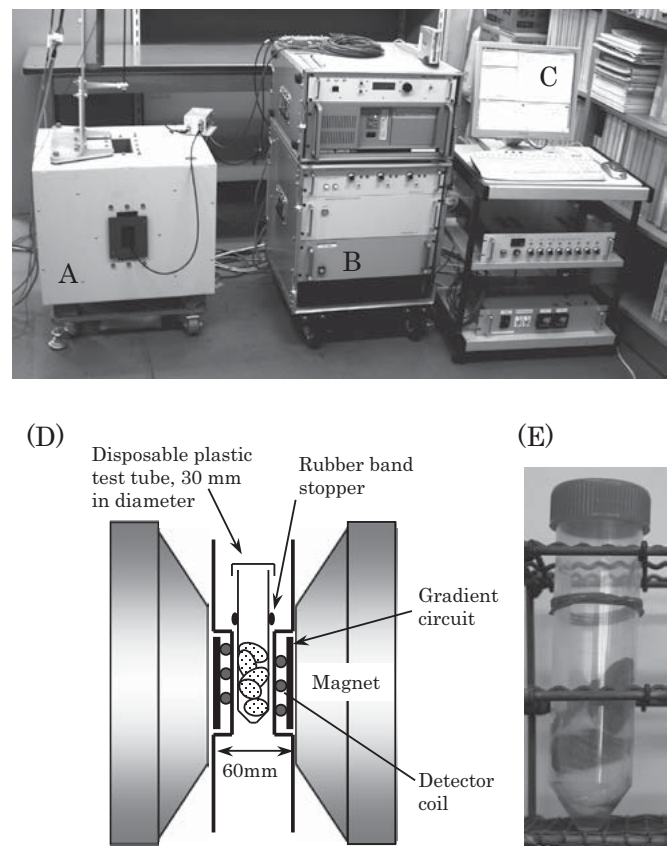 A
B
C
(D)
(E)
Disposable plastic
test tube, 30 mm
in diameter
Rubber band
stopper
Gradient
circuit
Magnet
60mm
Detector
coil